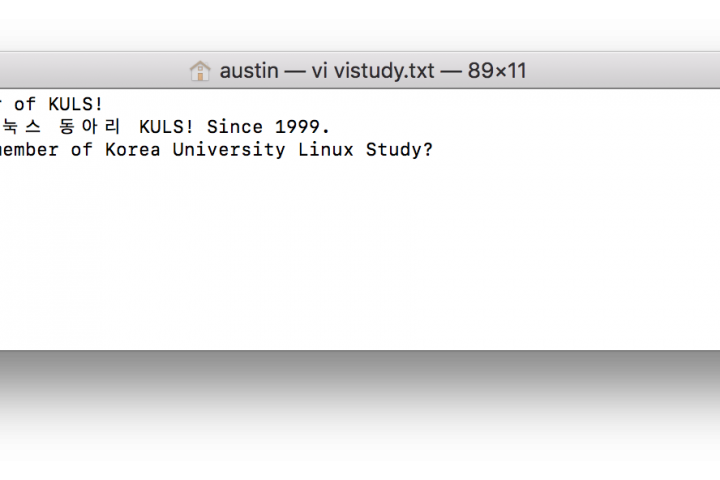 austin — vi vistudy.txt — 89×11
of KULS!
눅스 동아리 KULS! Since 1999.
member of Korea University Linux Study?